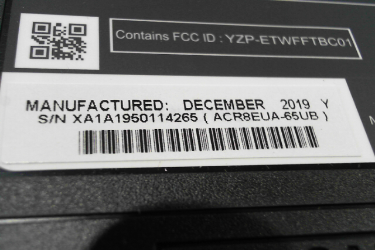 Contains FCC ID : YZP-ETWFFTBC01
MANUFACTURED: DECEMBER 2019 Y
S/N XA1A1950114265 ( ACR8EUA-65UB )